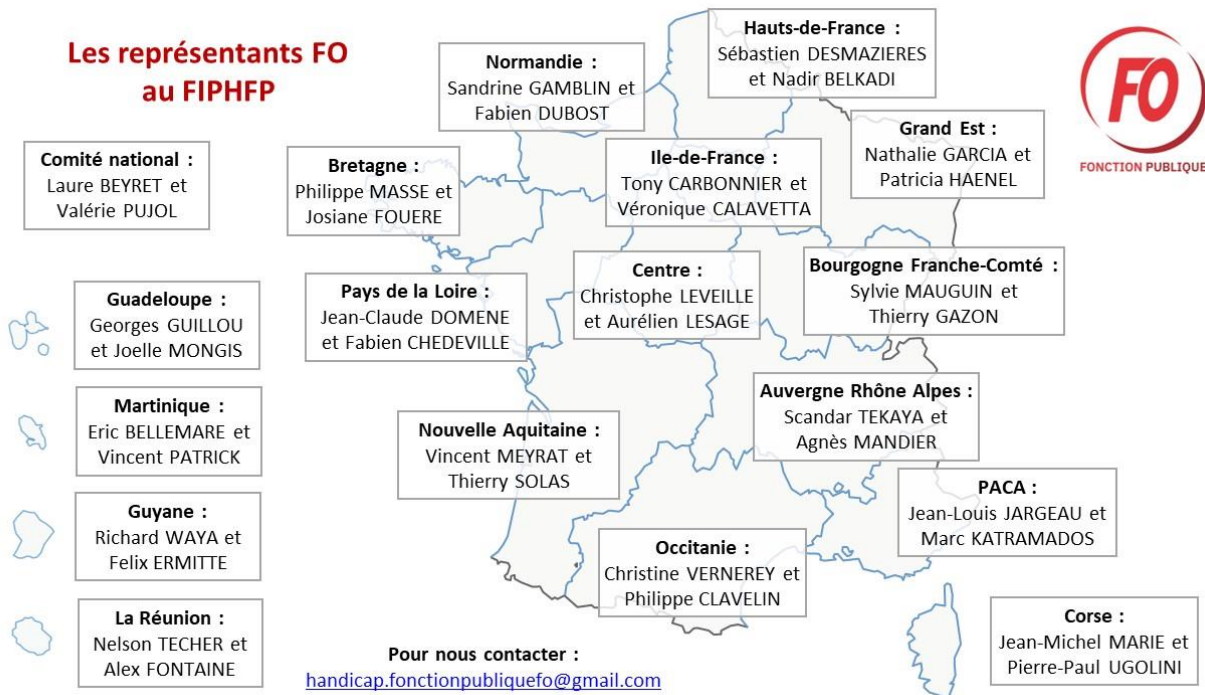 Les représentants FO
au FIPHFP
Hauts-de-France :
Sébastien DESMAZIERES
et Nadir BELKADI
Normandie :
Sandrine GAMBLIN et
Fabien DUBOST
FO
FONCTION PUBLIQUE
Grand Est :
Nathalie GARCIA et
Patricia HAENEL
Comité national :
Laure BEYRET et
Valérie PUJOL
Bretagne :
Philippe MASSE et
Josiane FOUERE
Ile-de-France :
Tony CARBONNIER et
Véronique CALAVETTA
Bourgogne Franche-Comté :
Sylvie MAUGUIN et
Thierry GAZON
Centre :
Christophe LEVEILLE
et Aurélien LESAGE
Pays de la Loire :
Jean-Claude DOMENE
et Fabien CHEDEVILLE
Guadeloupe :
Georges GUILLOU
et Joelle MONGIS
Auvergne Rhône Alpes :
Scandar TEKAYA et
Agnès MANDIER
Martinique :
Eric BELLEMARE et
Vincent PATRICK
Nouvelle Aquitaine :
Vincent MEYRAT et
Thierry SOLAS
PACA :
Jean-Louis JARGEAU et
Marc KATRAMADOS
Guyane :
Richard WAYA et
Felix ERMITTE
Occitanie :
Christine VERNEREY et
Philippe CLAVELIN
La Réunion :
Nelson TECHER et
Alex FONTAINE
Corse :
Jean-Michel MARIE et
Pierre-Paul UGOLINI
Pour nous contacter :
handicap.fonctionpubliquefo@gmail.com